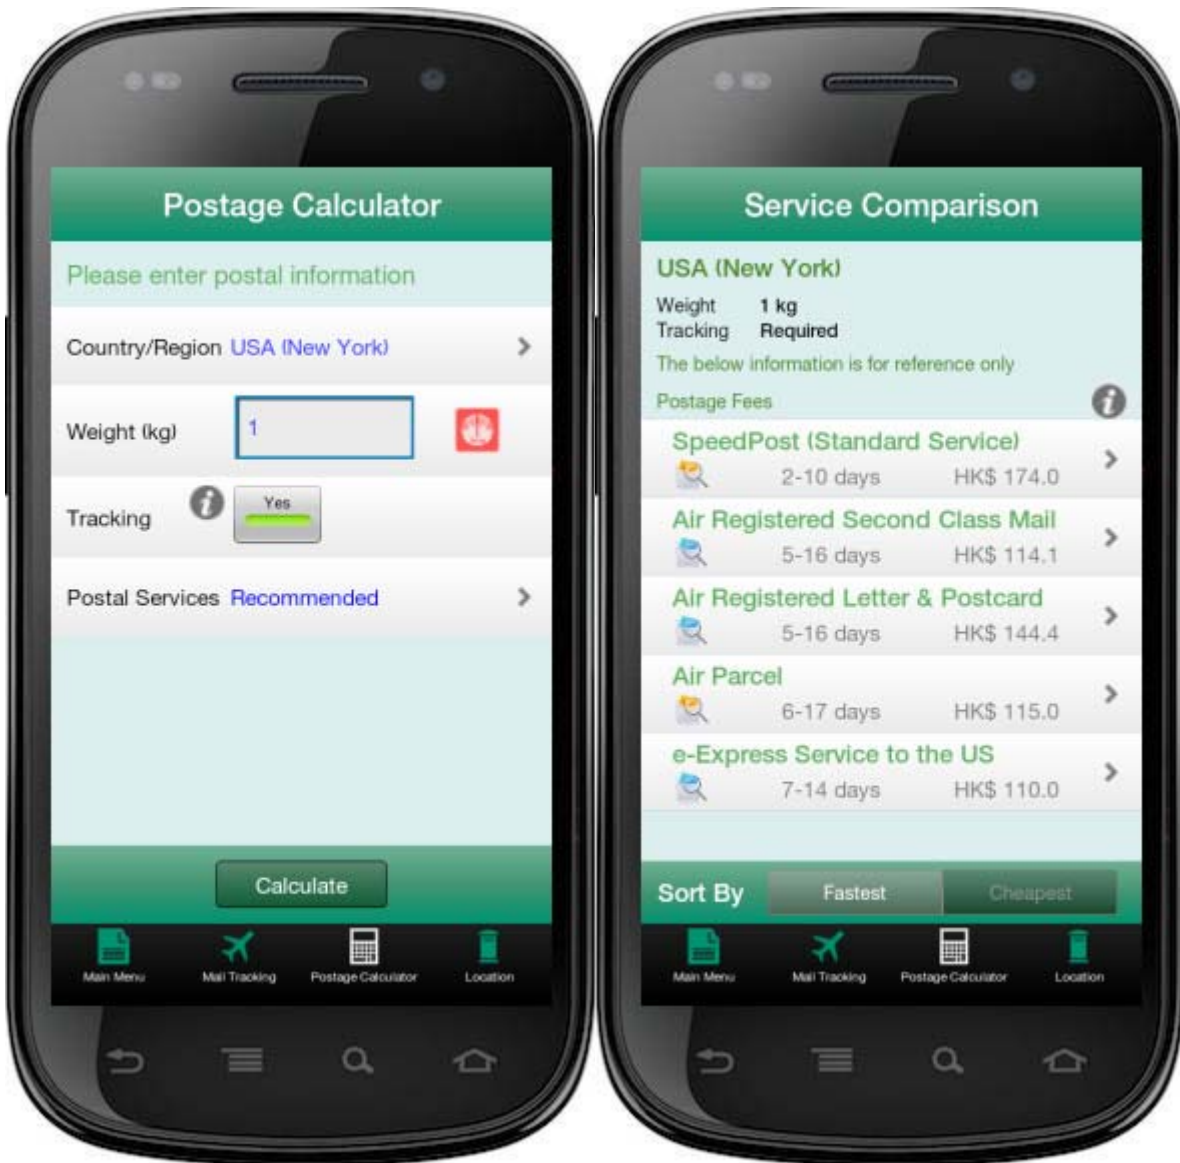 Postage Calculator
Please enter postal information
Country/Region USA (New York)
Weight (kg) 1
Tracking Yes
Postal Services Recommended
Calculate
Main Menu Mail Tracking Postage Calculator Location
Service Comparison
USA (New York)
Weight 1 kg
Tracking Required
The below information is for reference only
Postage Fees
SpeedPost (Standard Service)
2-10 days HK$ 174.0
Air Registered Second Class Mail
5-16 days HK$ 114.1
Air Registered Letter & Postcard
5-16 days HK$ 144.4
Air Parcel
6-17 days HK$ 115.0
e-Express Service to the US
7-14 days HK$ 110.0
Sort By Fastest Cheapest
Main Menu Mail Tracking Postage Calculator Location